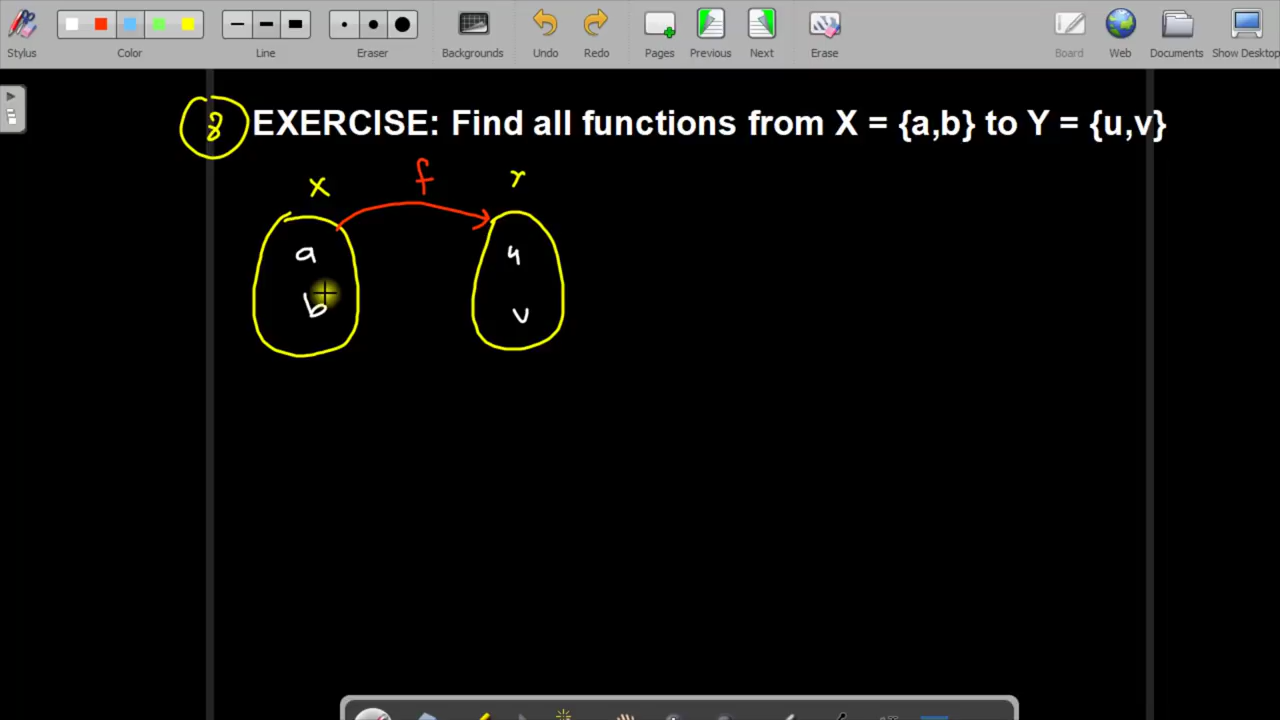 Stylus Color Line Eraser Backgrounds Undo Redo Pages Previous Next Erase Board Web Documents Show Desktop
8 EXERCISE: Find all functions from X = {a,b} to Y = {u,v}
x f Y
a u
b v